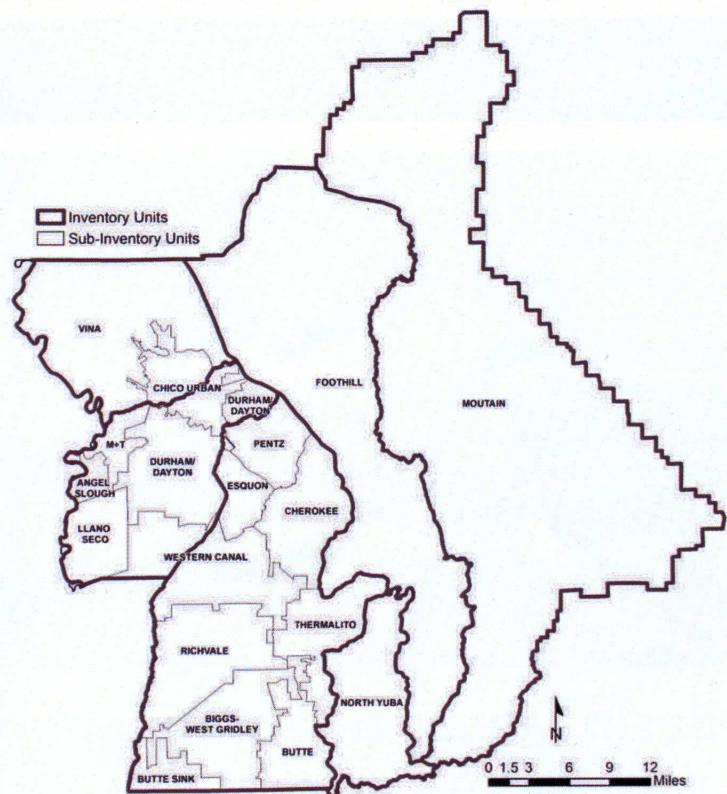 Inventory Units
Sub-Inventory Units
VINA
CHICO URBAN
FOOTHILL
MOUTAIN
DURHAM/
DAYTON
M+T
DURHAM/
DAYTON
PENTZ
ANGEL
SLOUGH
ESQUON
CHEROKEE
LLANO
SECO
WESTERN CANAL
THERMALITO
RICHVALE
NORTH YUBA
BIGGS-
WEST GRIDLEY
BUTTE
BUTTE SINK
N
0 1.5 3 6 9 12
Miles